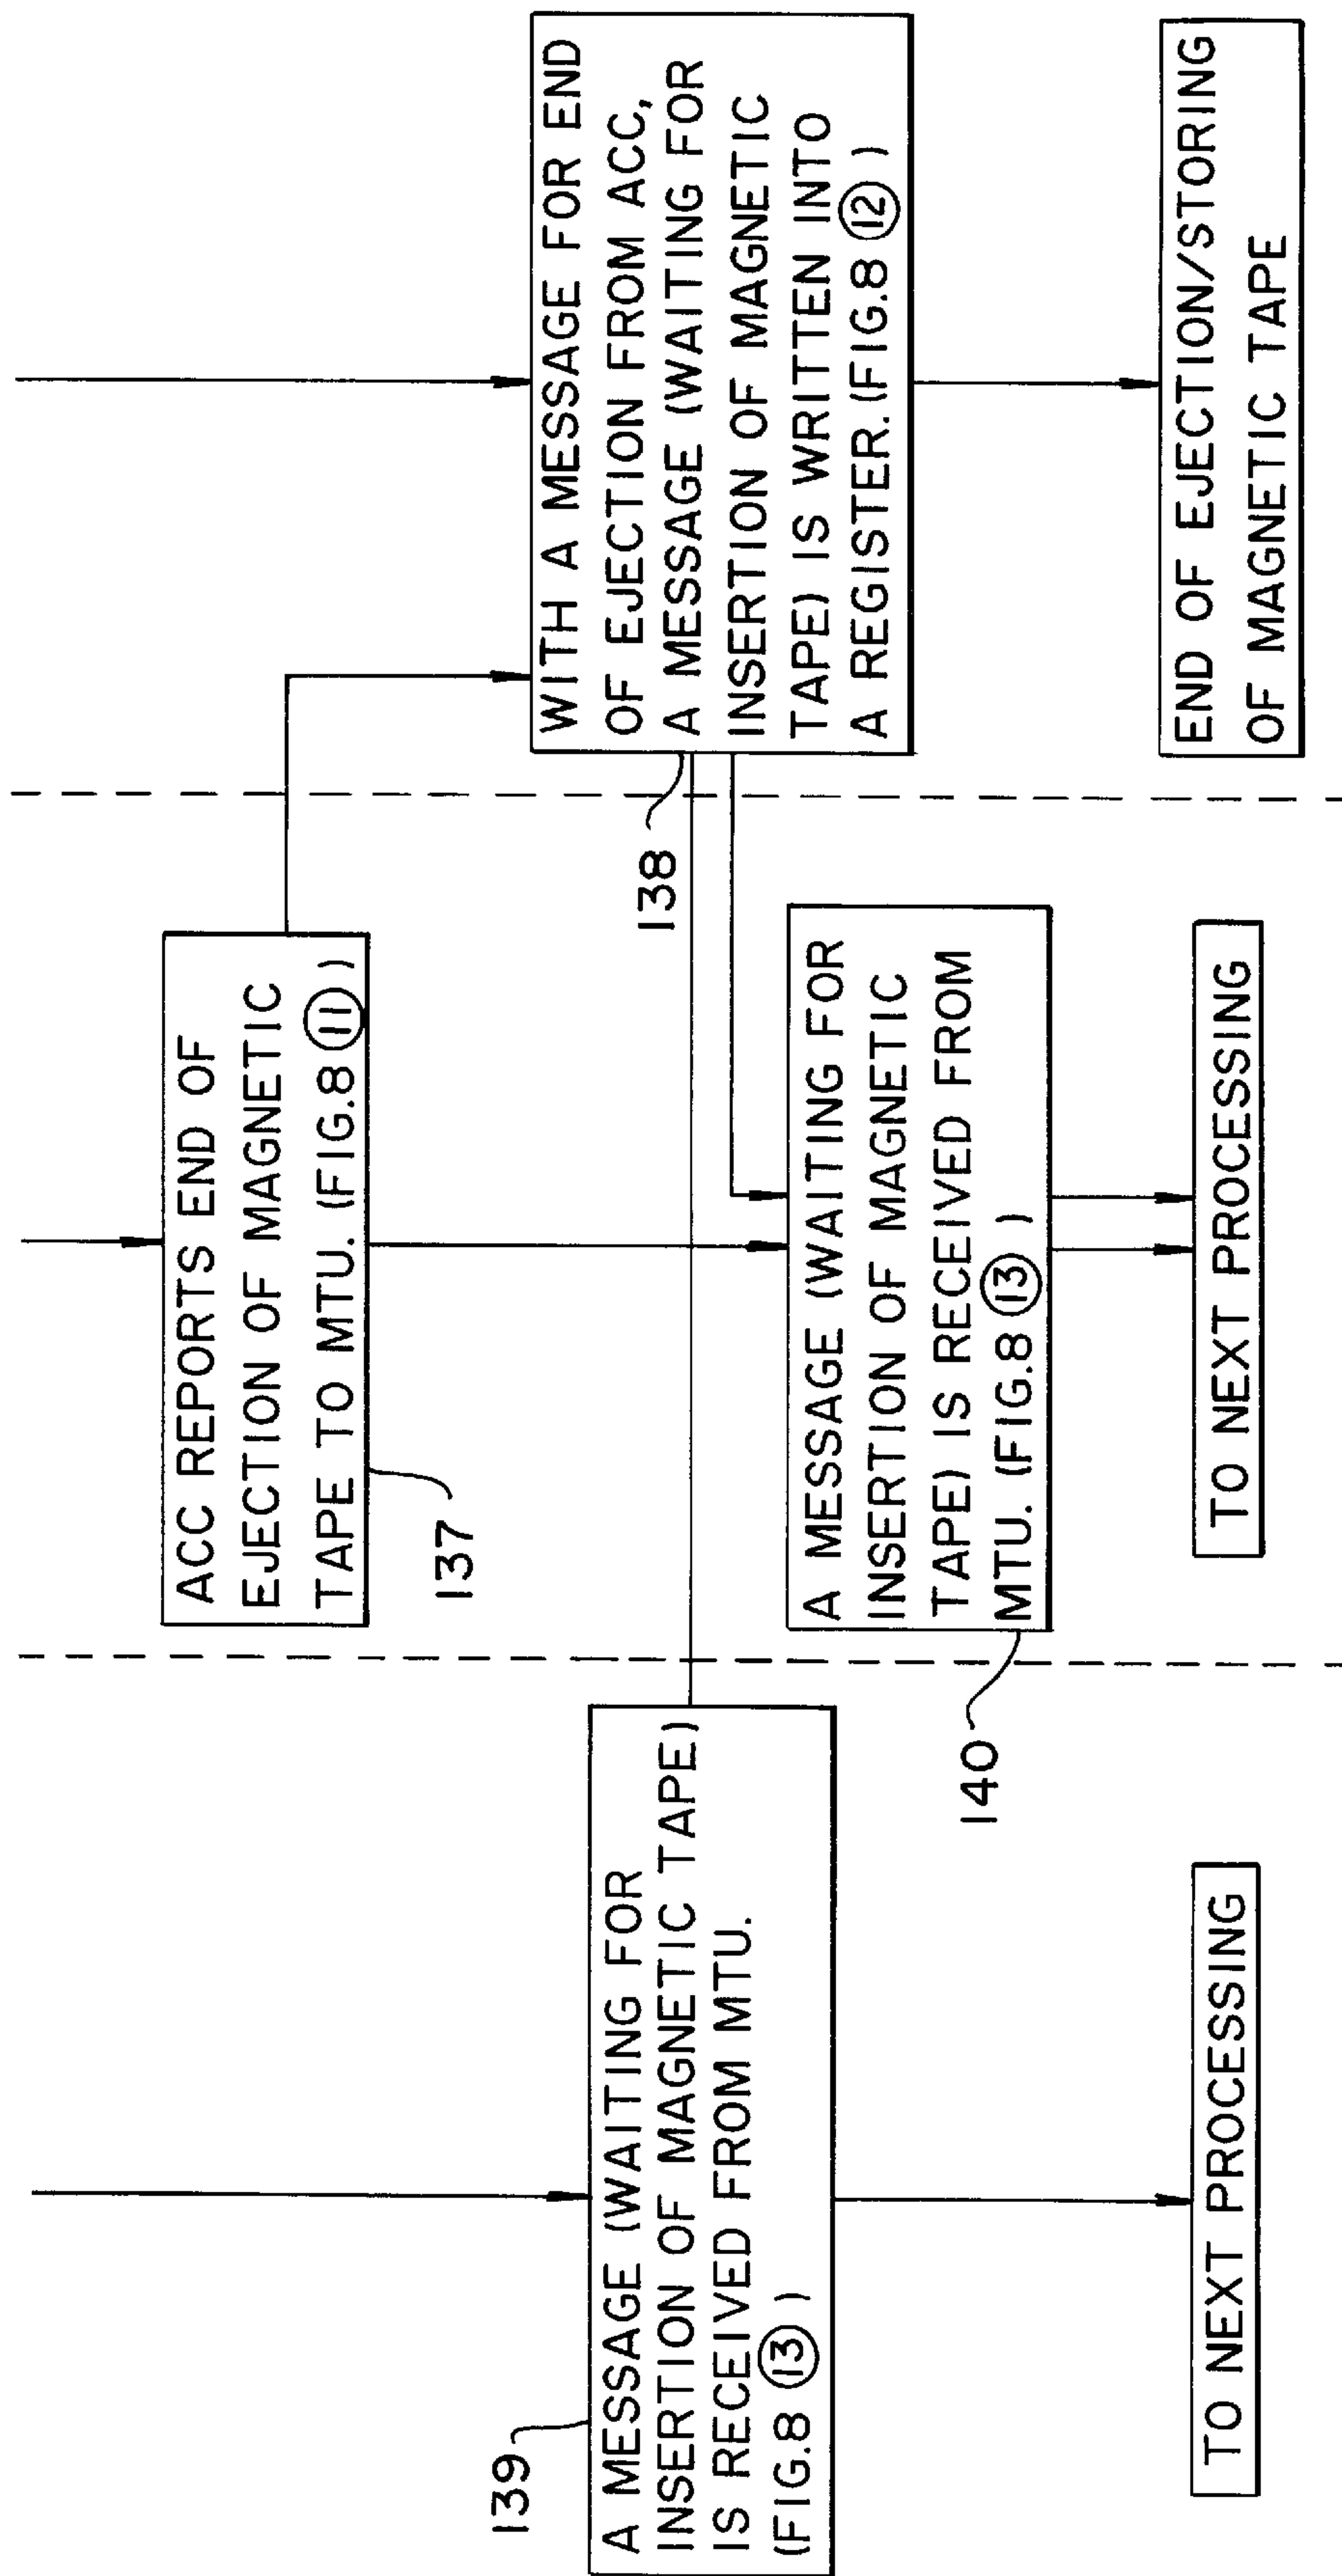 139
A MESSAGE (WAITING FOR
INSERTION OF MAGNETIC TAPE)
IS RECEIVED FROM MTU.
(FIG.8 ⑬ )
TO NEXT PROCESSING
ACC REPORTS END OF
EJECTION OF MAGNETIC
TAPE TO MTU. (FIG.8 ⑪ )
137
A MESSAGE (WAITING FOR
INSERTION OF MAGNETIC
TAPE) IS RECEIVED FROM
MTU. (FIG.8 ⑬ )
140
TO NEXT PROCESSING
WITH A MESSAGE FOR END
OF EJECTION FROM ACC,
A MESSAGE (WAITING FOR
INSERTION OF MAGNETIC
TAPE) IS WRITTEN INTO
A REGISTER. (FIG.8 ⑫ )
138
END OF EJECTION/STORING
OF MAGNETIC TAPE